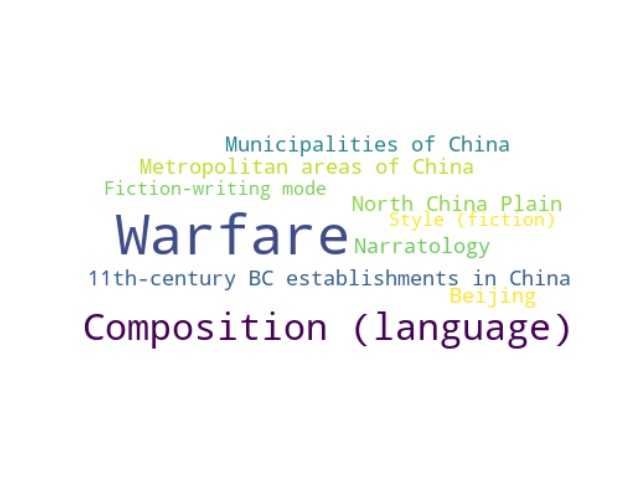 Municipalities of China
Metropolitan areas of China
Fiction-writing mode
North China Plain
Style (fiction)
Warfare
Narratology
11th-century BC establishments in China
Beijing
Composition (language)